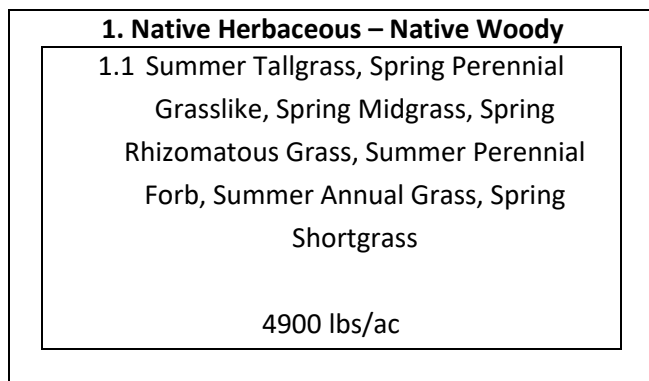 1. Native Herbaceous – Native Woody
1.1 Summer Tallgrass, Spring Perennial
Grasslike, Spring Midgrass, Spring
Rhizomatous Grass, Summer Perennial
Forb, Summer Annual Grass, Spring
Shortgrass
4900 lbs/ac